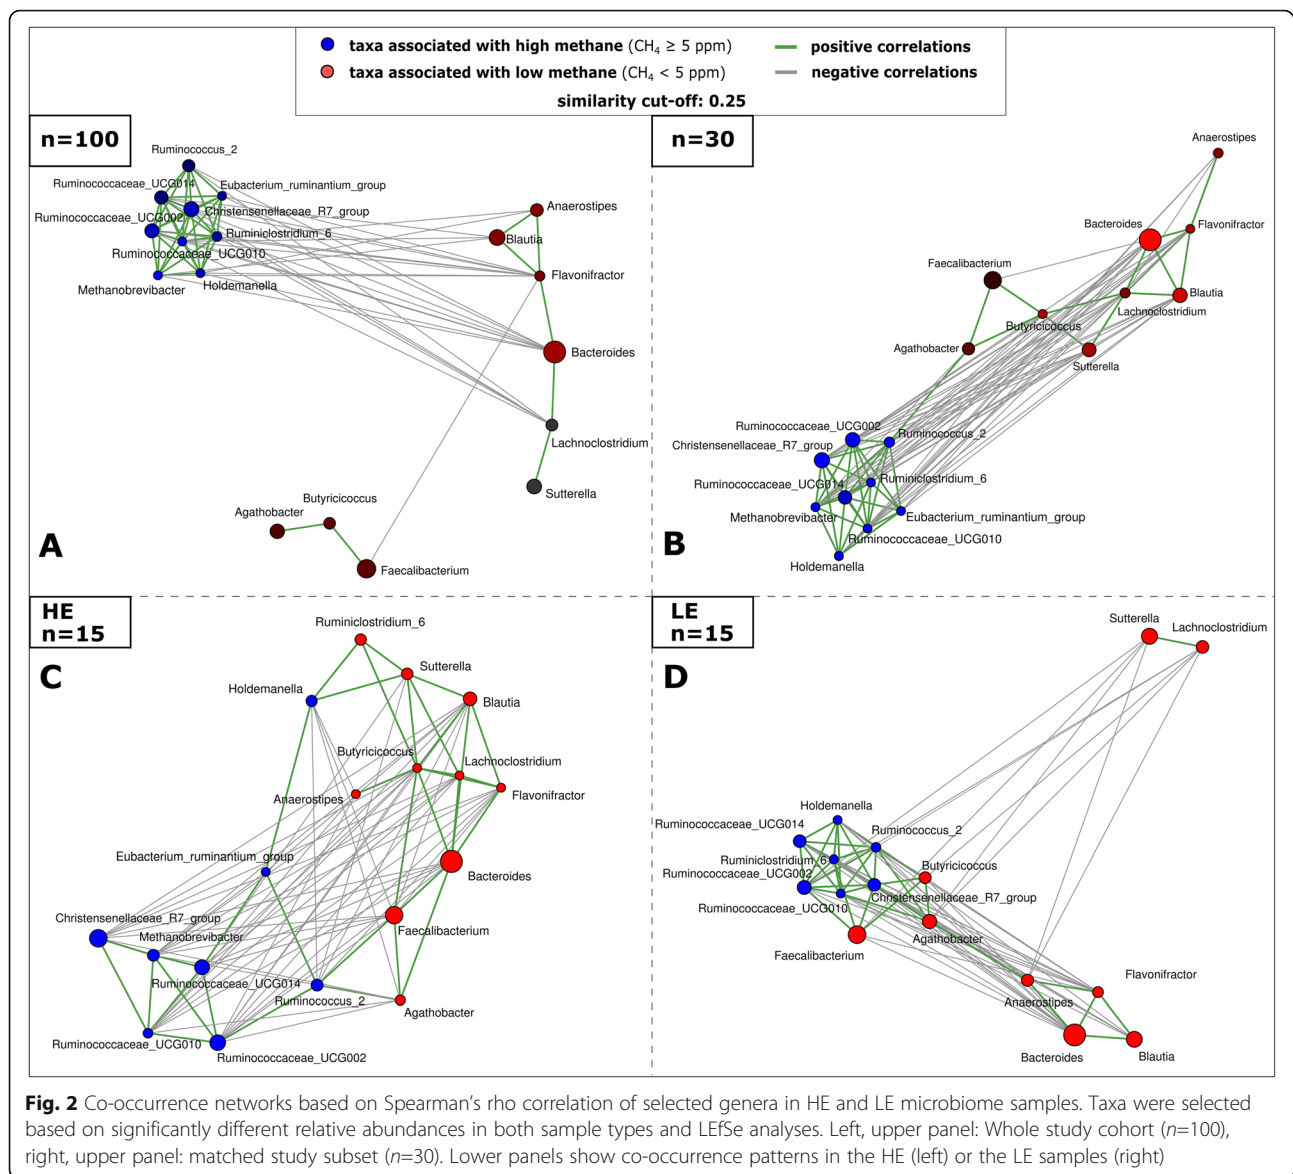 taxa associated with high methane (CH₄ ≥ 5 ppm)
positive correlations
taxa associated with low methane (CH₄ < 5 ppm)
negative correlations
similarity cut-off: 0.25
n=100
Ruminococcus_2
Ruminococcaceae_UCG014
Eubacterium_ruminantium_group
Christensenellaceae_R7_group
Ruminococcaceae_UCG002
Ruminiclostridium_6
Ruminococcaceae_UCG010
Holdemanella
Methanobrevibacter
Anaerostipes
Blautia
Flavonifractor
Bacteroides
Lachnoclostridium
Sutterella
Butyricicoccus
Agathobacter
Faecalibacterium
A
n=30
Anaerostipes
Bacteroides
Flavonifractor
Faecalibacterium
Blautia
Lachnoclostridium
Butyricicoccus
Agathobacter
Sutterella
Ruminococcaceae_UCG002
Ruminococcus_2
Christensenellaceae_R7_group
Ruminiclostridium_6
Ruminococcaceae_UCG014
Methanobrevibacter
Eubacterium_ruminantium_group
Ruminococcaceae_UCG010
Holdemanella
B
HE
n=15
C
Ruminiclostridium_6
Sutterella
Holdemanella
Blautia
Butyricicoccus
Lachnoclostridium
Anaerostipes
Flavonifractor
Eubacterium_ruminantium_group
Bacteroides
Christensenellaceae_R7_group
Faecalibacterium
Methanobrevibacter
Ruminococcaceae_UCG014
Ruminococcus_2
Agathobacter
Ruminococcaceae_UCG010
Ruminococcaceae_UCG002
LE
n=15
D
Sutterella
Lachnoclostridium
Holdemanella
Ruminococcaceae_UCG014
Ruminococcus_2
Ruminiclostridium_6
Butyricicoccus
Ruminococcaceae_UCG002
Christensenellaceae_R7_group
Ruminococcaceae_UCG010
Agathobacter
Faecalibacterium
Flavonifractor
Anaerostipes
Bacteroides
Blautia
Fig. 2 Co-occurrence networks based on Spearman’s rho correlation of selected genera in HE and LE microbiome samples. Taxa were selected
based on significantly different relative abundances in both sample types and LEfSe analyses. Left, upper panel: Whole study cohort (n=100),
right, upper panel: matched study subset (n=30). Lower panels show co-occurrence patterns in the HE (left) or the LE samples (right)